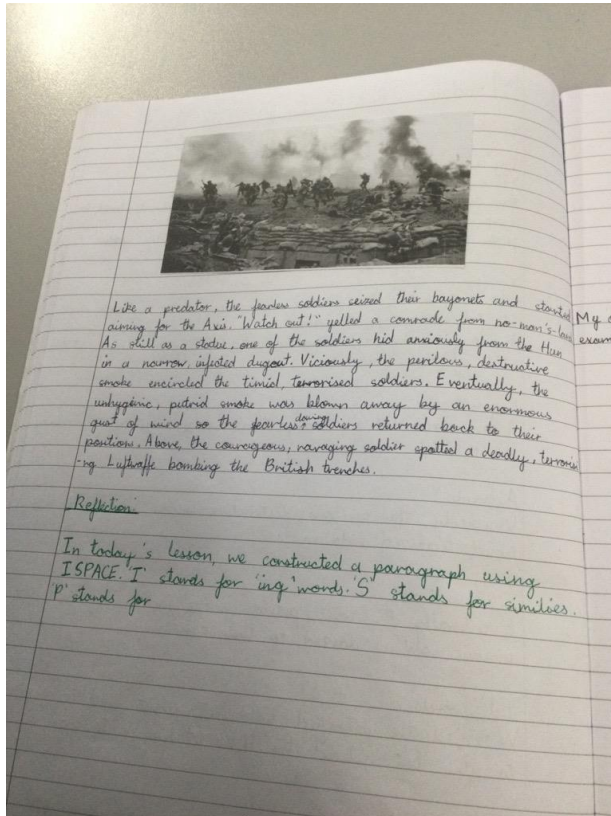 Like a predator, the fearless soldiers seized their bayonets and started
aiming for the Axis. "Watch out!" yelled a comrade from no-man's-land
As still as a statue, one of the soldiers hid anxiously from the Hun
in a narrow, infested dugout. Viciously, the perilous, destructive
smoke encircled the timid, terrorised soldiers. Eventually, the
unhygenic, putrid smoke was blown away by an enormous
gust of wind so the fearless, daring soldiers returned back to their
position. Above, the courageous, ravaging soldier spotted a deadly, terroris
-ng Luftwaffe bombing the British trenches.
Reflection
In today's lesson, we constructed a paragraph using
ISPACE. 'I' stands for 'ing' words. 'S' stands for similies.
'P' stands for
My
exam